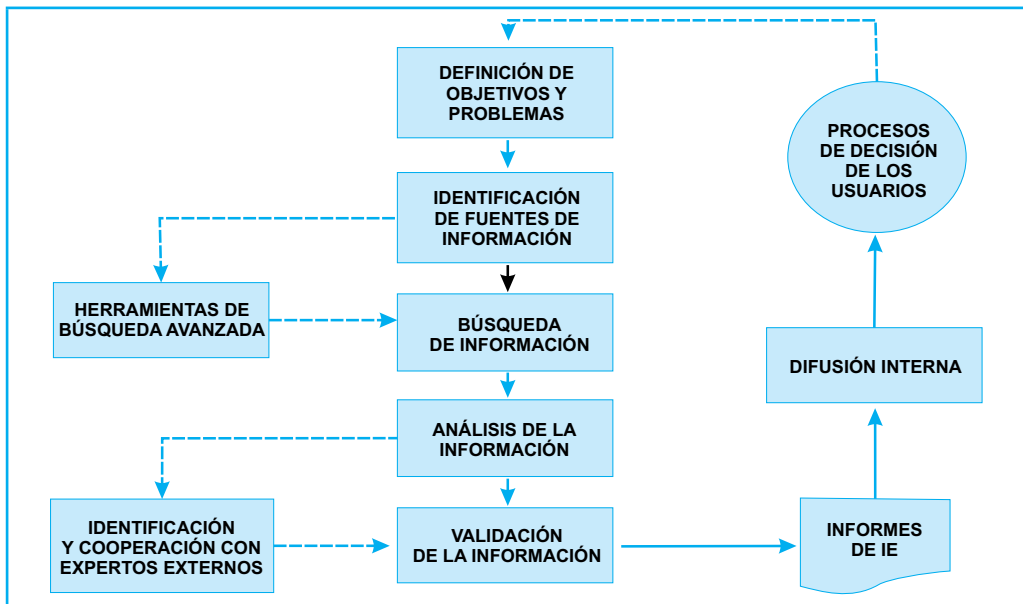 DEFINICIÓN DE
OBJETIVOS Y
PROBLEMAS
PROCESOS
DE DECISIÓN
DE LOS
USUARIOS
IDENTIFICACIÓN
DE FUENTES DE
INFORMACIÓN
HERRAMIENTAS DE
BÚSQUEDA AVANZADA
BÚSQUEDA
DE INFORMACIÓN
DIFUSIÓN INTERNA
ANÁLISIS DE LA
INFORMACIÓN
IDENTIFICACIÓN
Y COOPERACIÓN CON
EXPERTOS EXTERNOS
VALIDACIÓN
DE LA INFORMACIÓN
INFORMES
DE IE